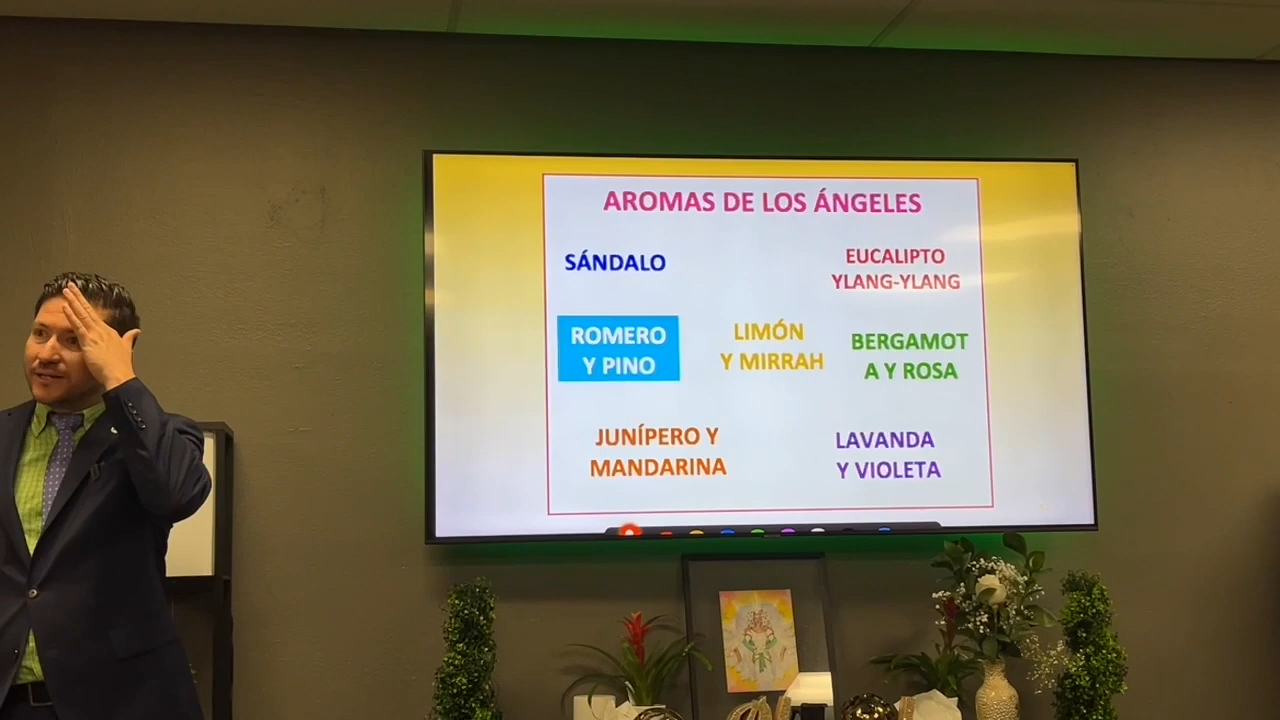 AROMAS DE LOS ÁNGELES
SÁNDALO
EUCALIPTO
YLANG-YLANG
ROMERO
Y PINO
LIMÓN
Y MIRRAH
BERGAMOT
A Y ROSA
JUNÍPERO Y
MANDARINA
LAVANDA
Y VIOLETA